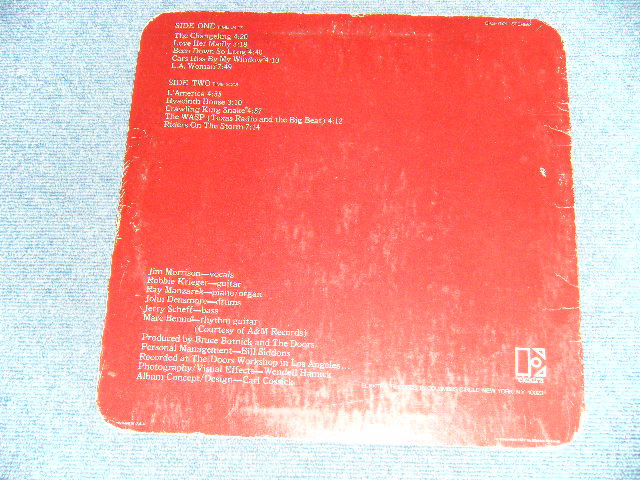 SIDE ONE
The Changeling 4:20
Love Her Madly 3:18
Been Down So Long 4:40
Cars Hiss By My Window 4:10
L.A. Woman 7:49
SIDE TWO
L'America 4:35
Hyacinth House 3:10
Crawling King Snake 4:57
The WASP (Texas Radio and the Big Beat) 4:12
Riders On The Storm 7:14
Jim Morrison—vocals
Robbie Krieger—guitar
Ray Manzarek—piano/organ
John Densmore—drums
Jerry Scheff—bass
Marc Benno—rhythm guitar
(Courtesy of A&M Records)
Produced by Bruce Botnick and The Doors
Personal Management—Bill Siddons
Recorded at The Doors Workshop in Los Angeles...
Photography/Visual Effects—Wendell Hamick
Album Concept/Design—Carl Cossick
elektra
NEW YORK, N.Y. 10023